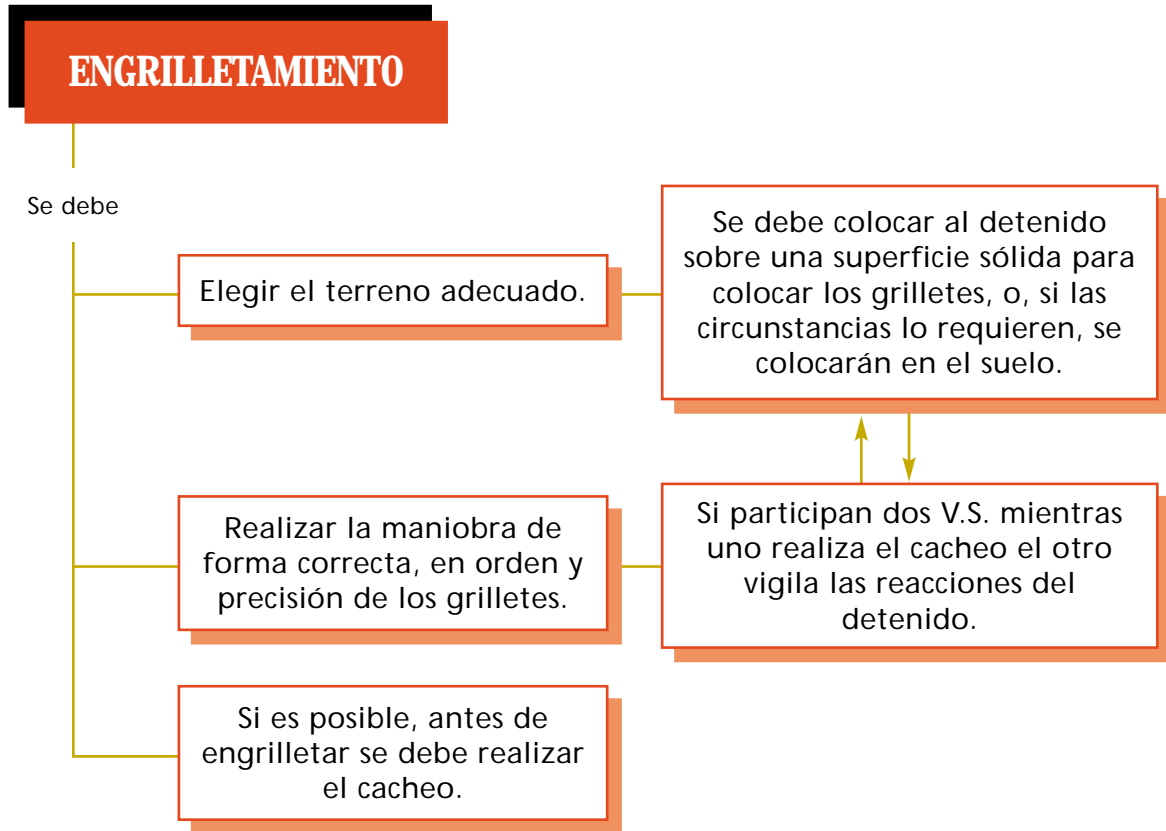 ENGRILLETAMIENTO
Se debe
Elegir el terreno adecuado.
Se debe colocar al detenido
sobre una superficie sólida para
colocar los grilletes, o, si las
circunstancias lo requieren, se
colocarán en el suelo.
Realizar la maniobra de
forma correcta, en orden y
precisión de los grilletes.
Si participan dos V.S. mientras
uno realiza el cacheo el otro
vigila las reacciones del
detenido.
Si es posible, antes de
engrilletar se debe realizar
el cacheo.